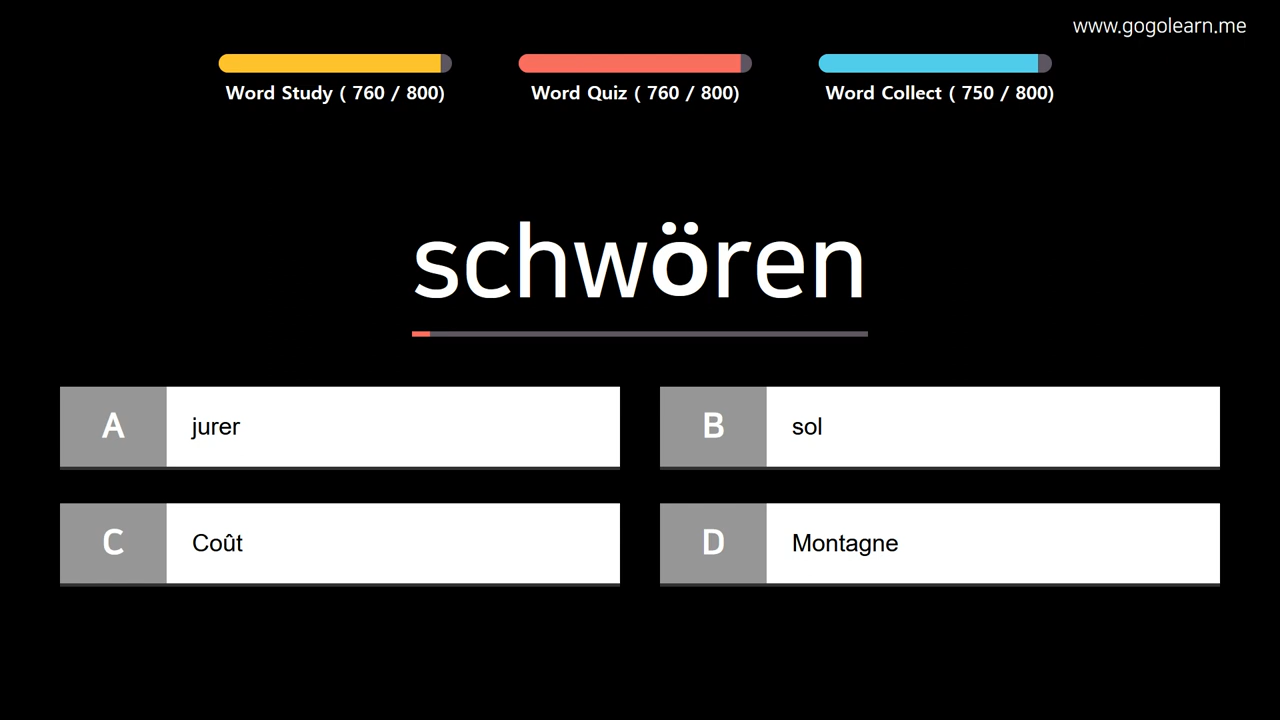 www.gogolearn.me
Word Study ( 760 / 800)
Word Quiz ( 760 / 800)
Word Collect ( 750 / 800)
schwören
A
jurer
B
sol
C
Coût
D
Montagne